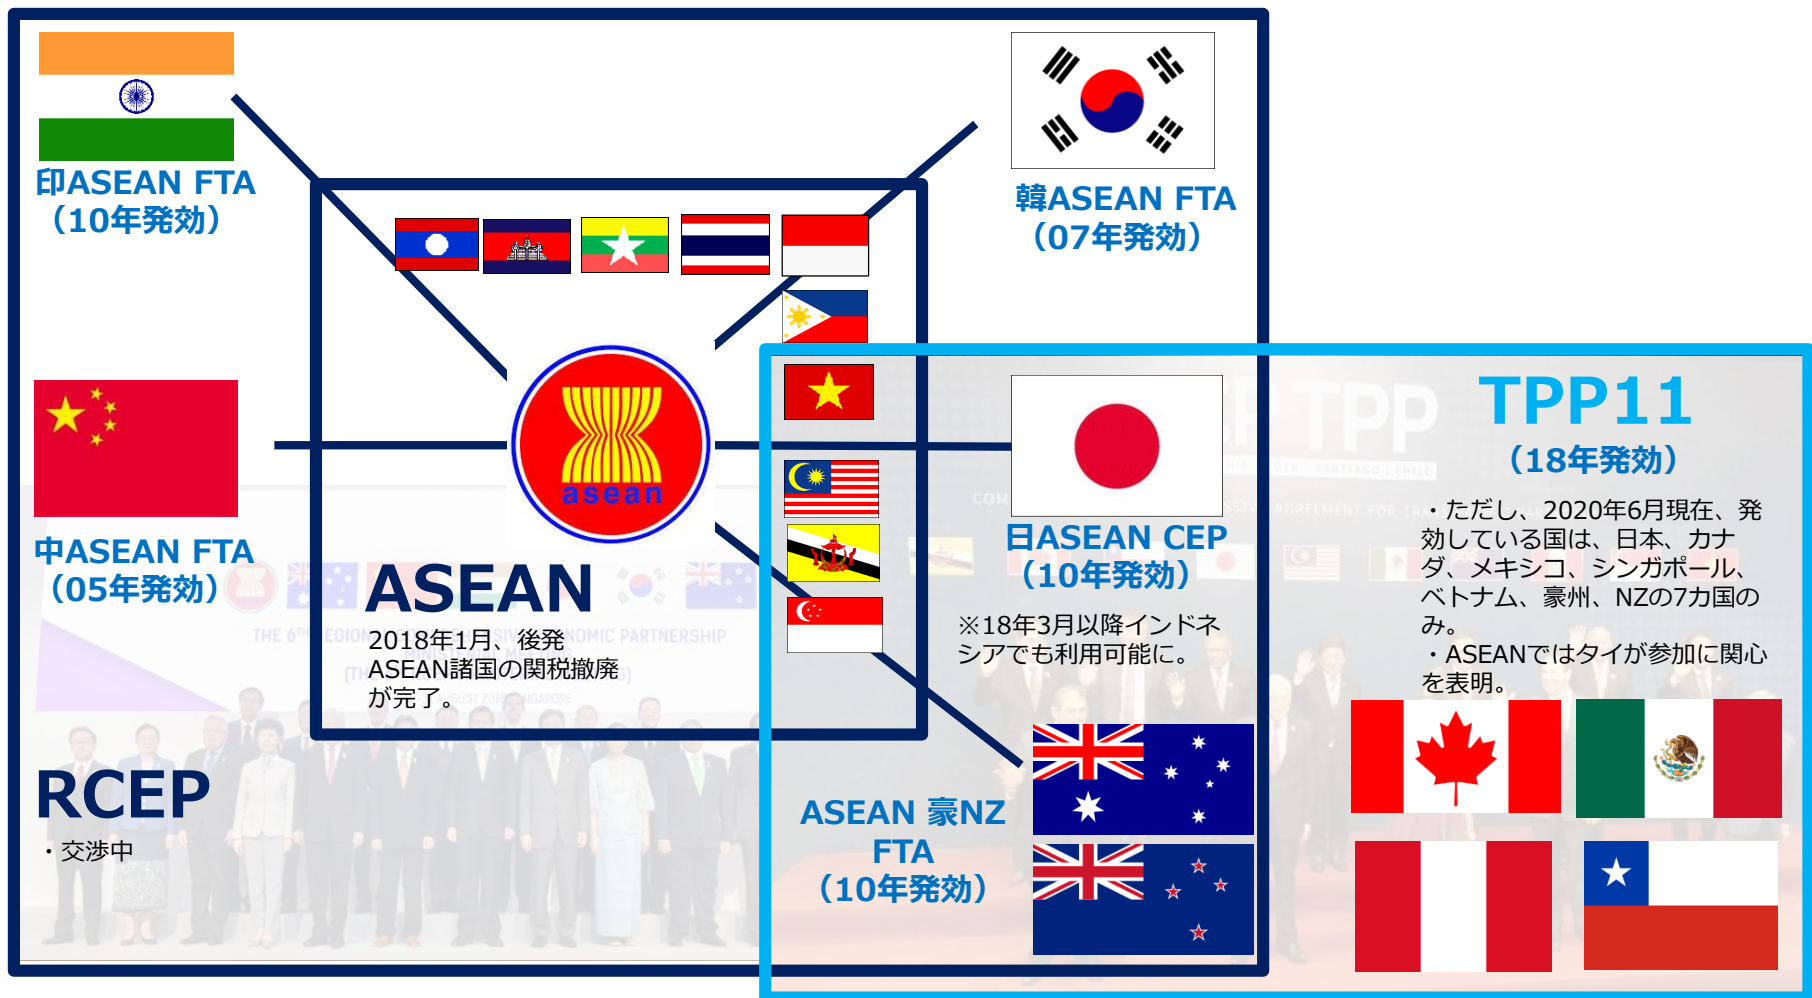 印ASEAN FTA
（10年発効）
韓ASEAN FTA
（07年発効）
中ASEAN FTA
（05年発効）
asean
ASEAN
2018年1月、後発
ASEAN諸国の関税撤廃
が完了。
日ASEAN CEP
（10年発効）
※18年3月以降インドネ
シアでも利用可能に。
ASEAN 豪NZ
FTA
（10年発効）
RCEP
・交渉中
TPP11
（18年発効）
・ただし、2020年6月現在、発
効している国は、日本、カナ
ダ、メキシコ、シンガポール、
ベトナム、豪州、NZの7カ国の
み。
・ASEANではタイが参加に関心
を表明。
TPP
THE 6TH
NOMIC PARTNERSHIP